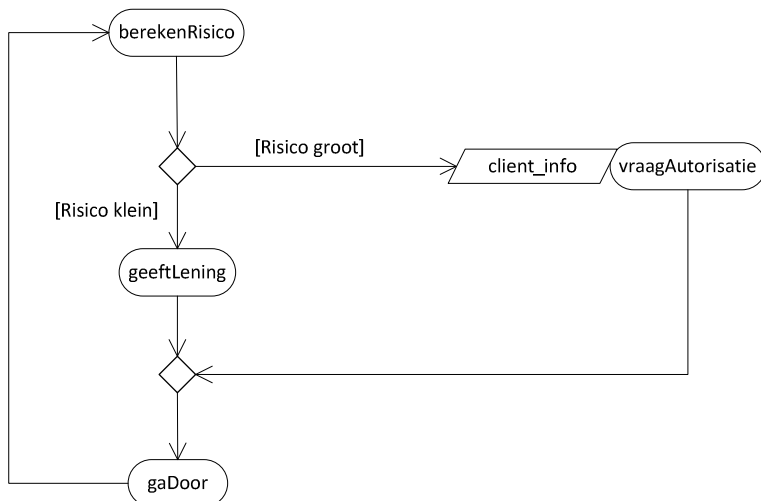 berekenRisico
[Risico groot]
client_info
vraagAutorisatie
[Risico klein]
geeftLening
gaDoor